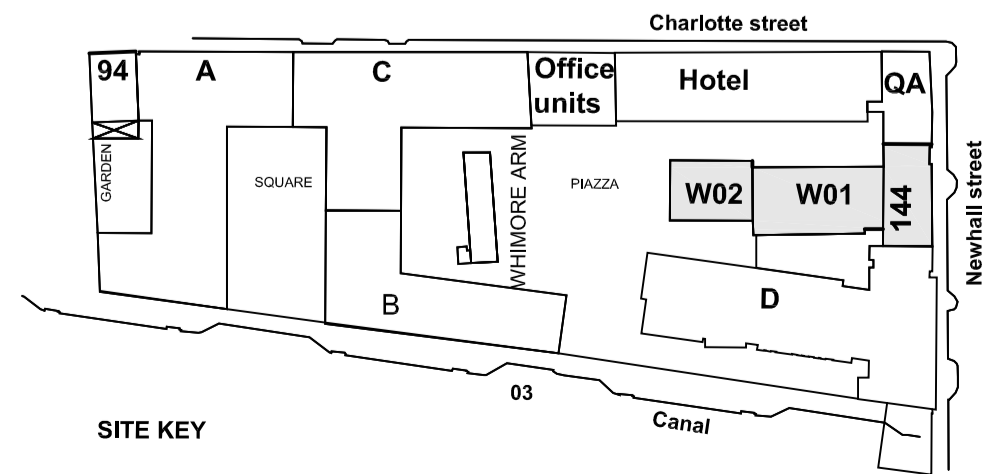 Charlotte street
94
A
C
Office
units
Hotel
QA
GARDEN
SQUARE
WHIMORE ARM
PIAZZA
W02
W01
144
Newhall street
B
D
03
Canal
SITE KEY